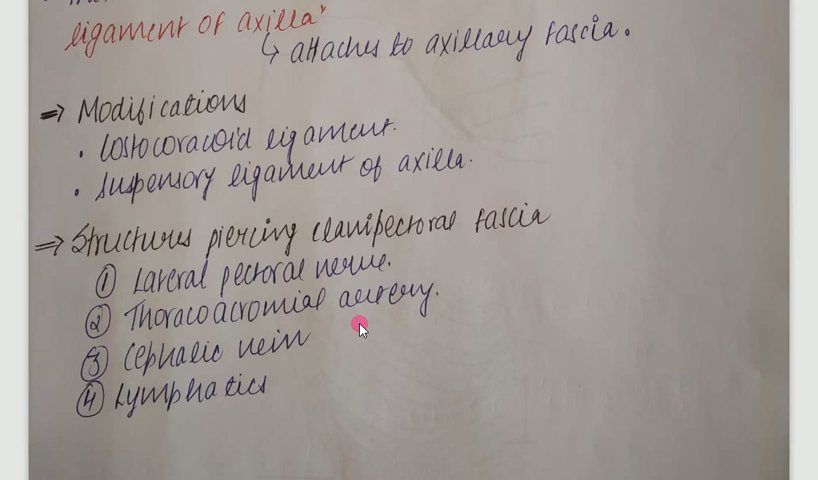 ligament of axilla"
↳ attaches to axillary fascia.
⇒ Modifications
• Costocoracoid ligament.
• Suspensory ligament of axilla.
⇒ Structures piercing clavipectoral fascia
① Lateral pectoral nerve.
② Thoracoacromial artery.
③ Cephalic vein
④ Lymphatics